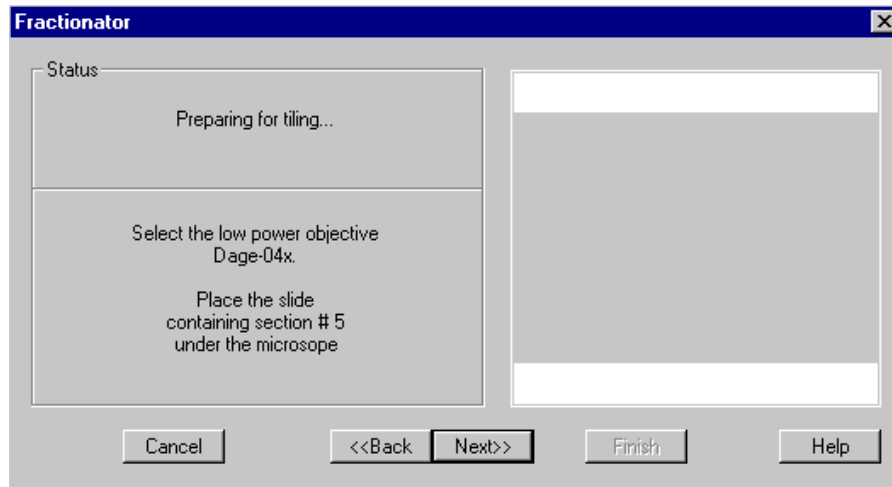 Fractionator
Status
Preparing for tiling...
Select the low power objective
Dage-04x.
Place the slide
containing section # 5
under the microsope
Cancel
<<Back
Next>>
Finish
Help